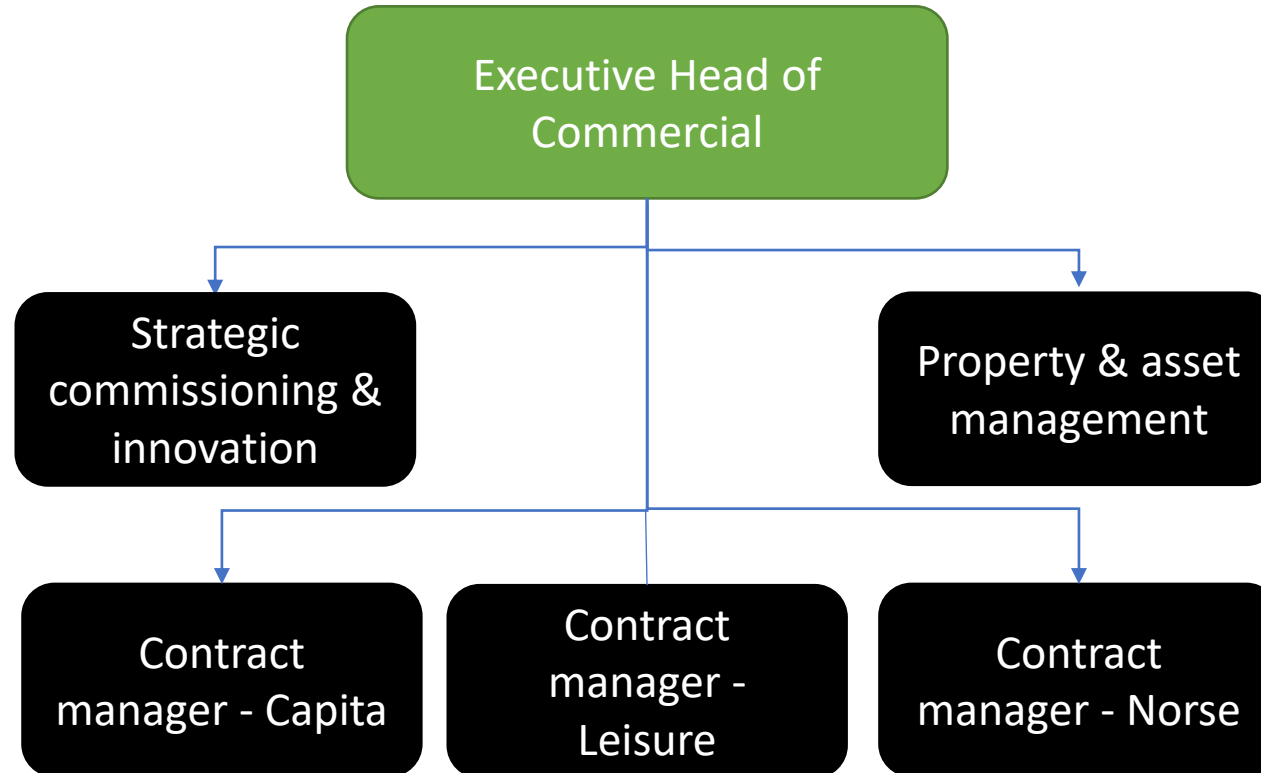 Executive Head of
Commercial
Strategic
commissioning &
innovation
Property & asset
management
Contract
manager - Capita
Contract
manager -
Leisure
Contract
manager - Norse